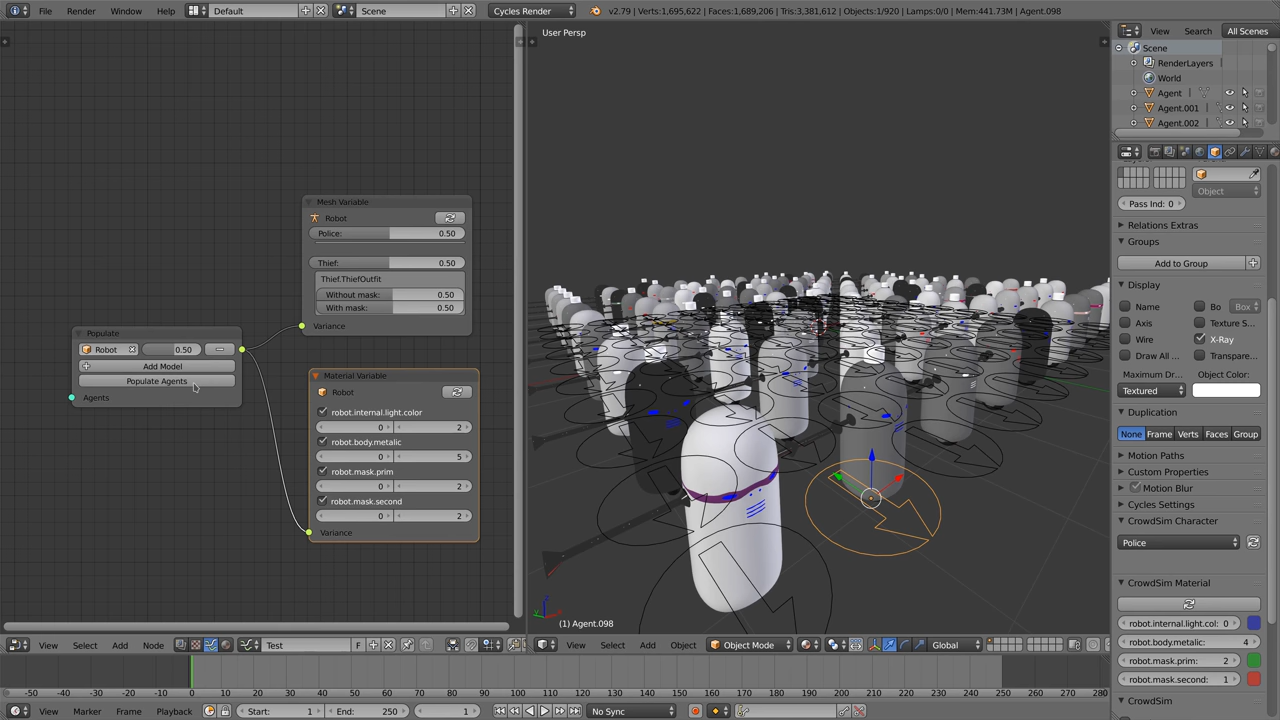 File Render Window Help Default Scene Cycles Render v2.79 | Verts:1,695,622 | Faces:1,689,206 | Tris:3,381,612 | Objects:1/920 | Lamps:0/0 | Mem:441.73M | Agent.098
User Persp
Mesh Variable
Robot
Police: 0.50
Thief: 0.50
Thief.ThiefOutfit
Without mask: 0.50
With mask: 0.50
Variance
Populate
Robot 0.50
Add Model
Populate Agents
Agents
Material Variable
Robot
robot.internal.light.color
0 2
robot.body.metalic
0 5
robot.mask.prim
0 2
robot.mask.second
0 2
Variance
(1) Agent.098
View Search All Scenes
Scene
RenderLayers
World
Agent
Agent.001
Agent.002
Object
Pass Ind: 0
Relations Extras
Groups
Add to Group
Display
Name Bo Box
Axis Texture S...
Wire X-Ray
Draw All ... Transpare...
Maximum Dr... Object Color:
Textured
Duplication
None Frame Verts Faces Group
Motion Paths
Custom Properties
Motion Blur
Cycles Settings
CrowdSim Character
Police
CrowdSim Material
robot.internal.light.col: 0
robot.body.metalic: 4
robot.mask.prim: 2
robot.mask.second: 1
CrowdSim
View Select Add Node Test F
View Select Add Object Object Mode Global
-50 -40 -30 -20 -10 0 10 20 30 40 50 60 70 80 90 100 110 120 130 140 150 160 170 180 190 200 210 220 230 240 250 260 270 280
View Marker Frame Playback Start: 1 End: 250 1 No Sync